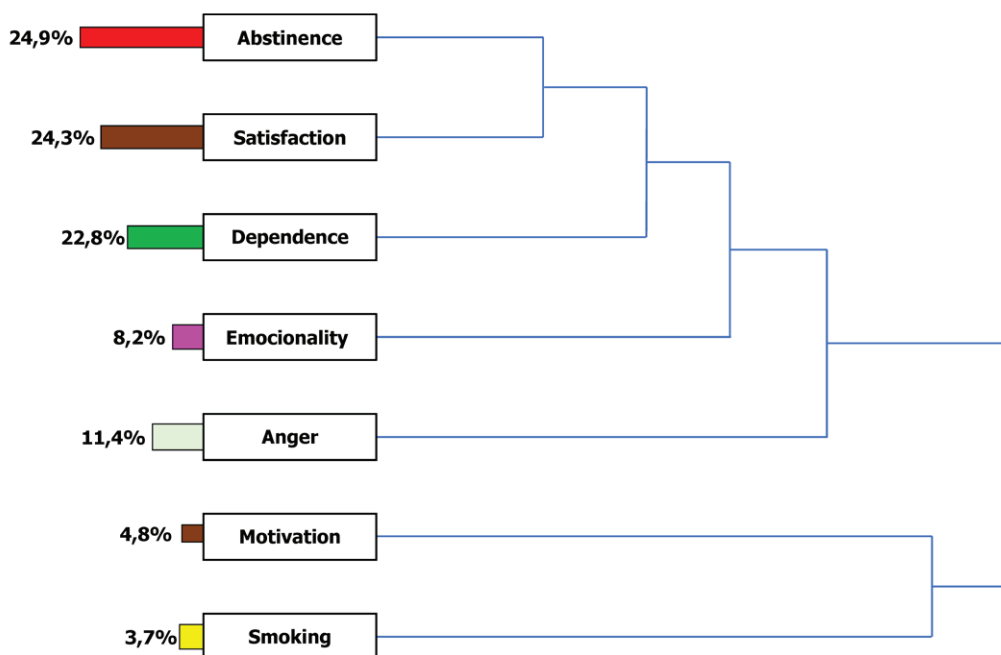 24,9% Abstinence
24,3% Satisfaction
22,8% Dependence
8,2% Emocionality
11,4% Anger
4,8% Motivation
3,7% Smoking